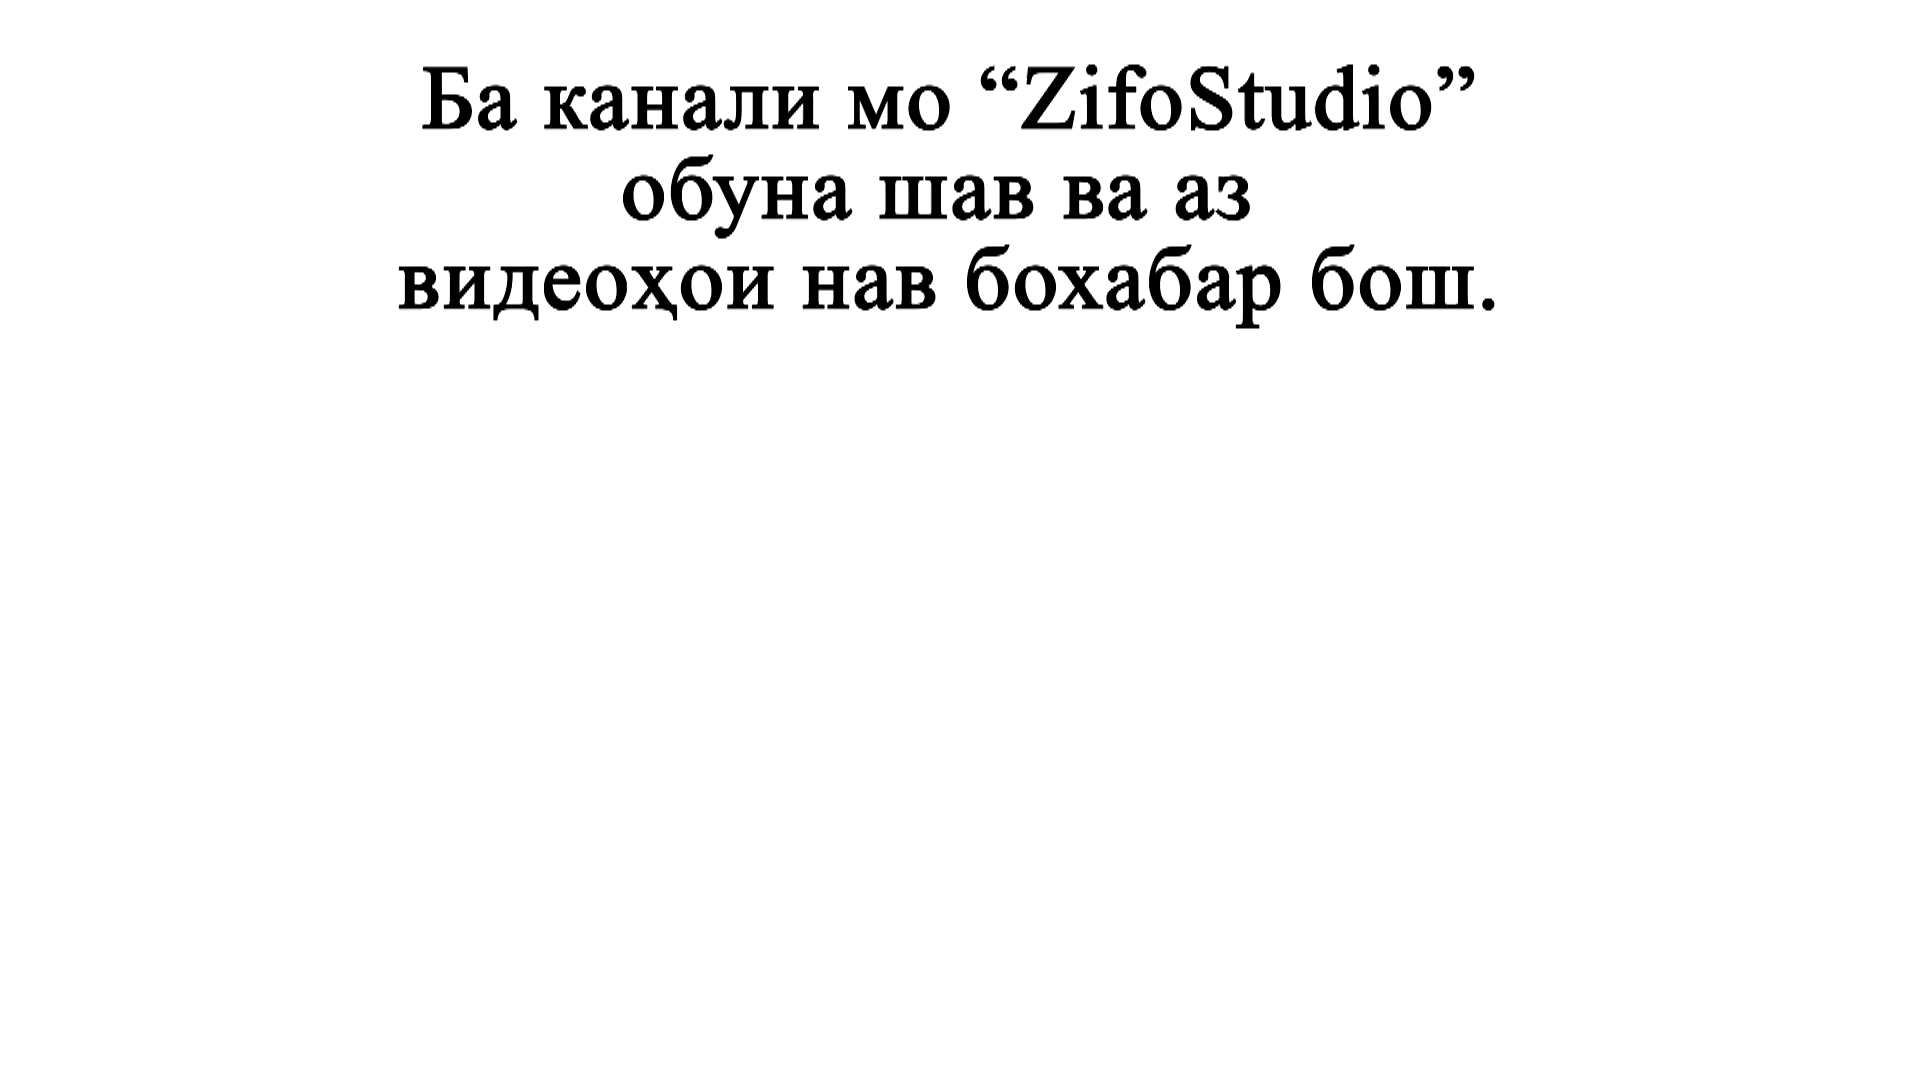 Ба канали мо “ZifoStudio”
обуна шав ва аз
видеоҳои нав бохабар бош.